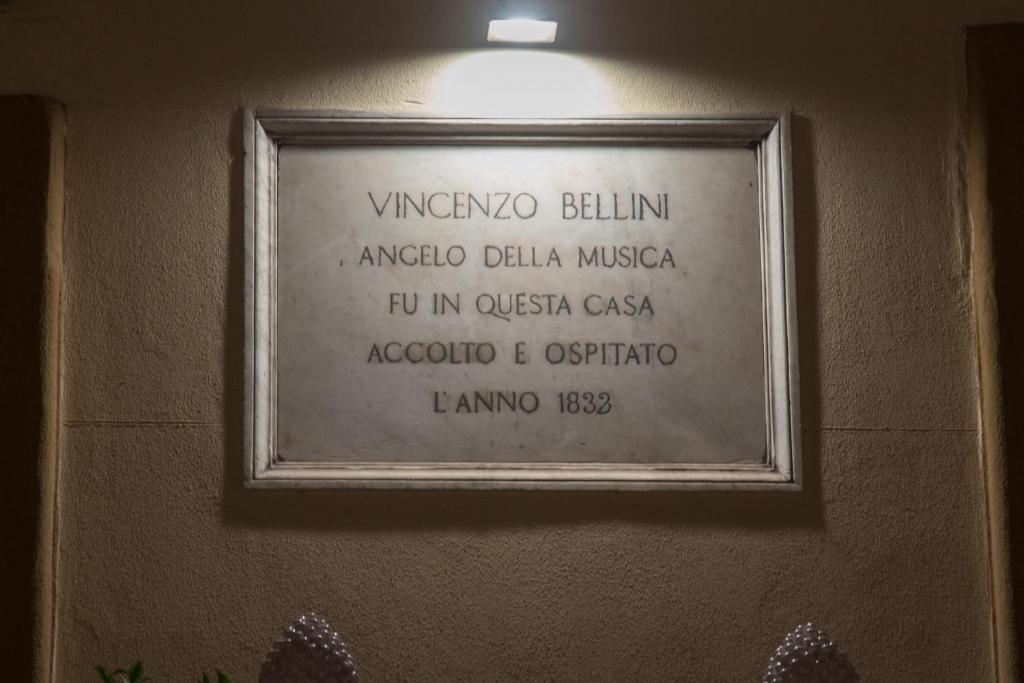 VINCENZO BELLINI
ANGELO DELLA MUSICA
FU IN QUESTA CASA
ACCOLTO E OSPITATO
L'ANNO 1832